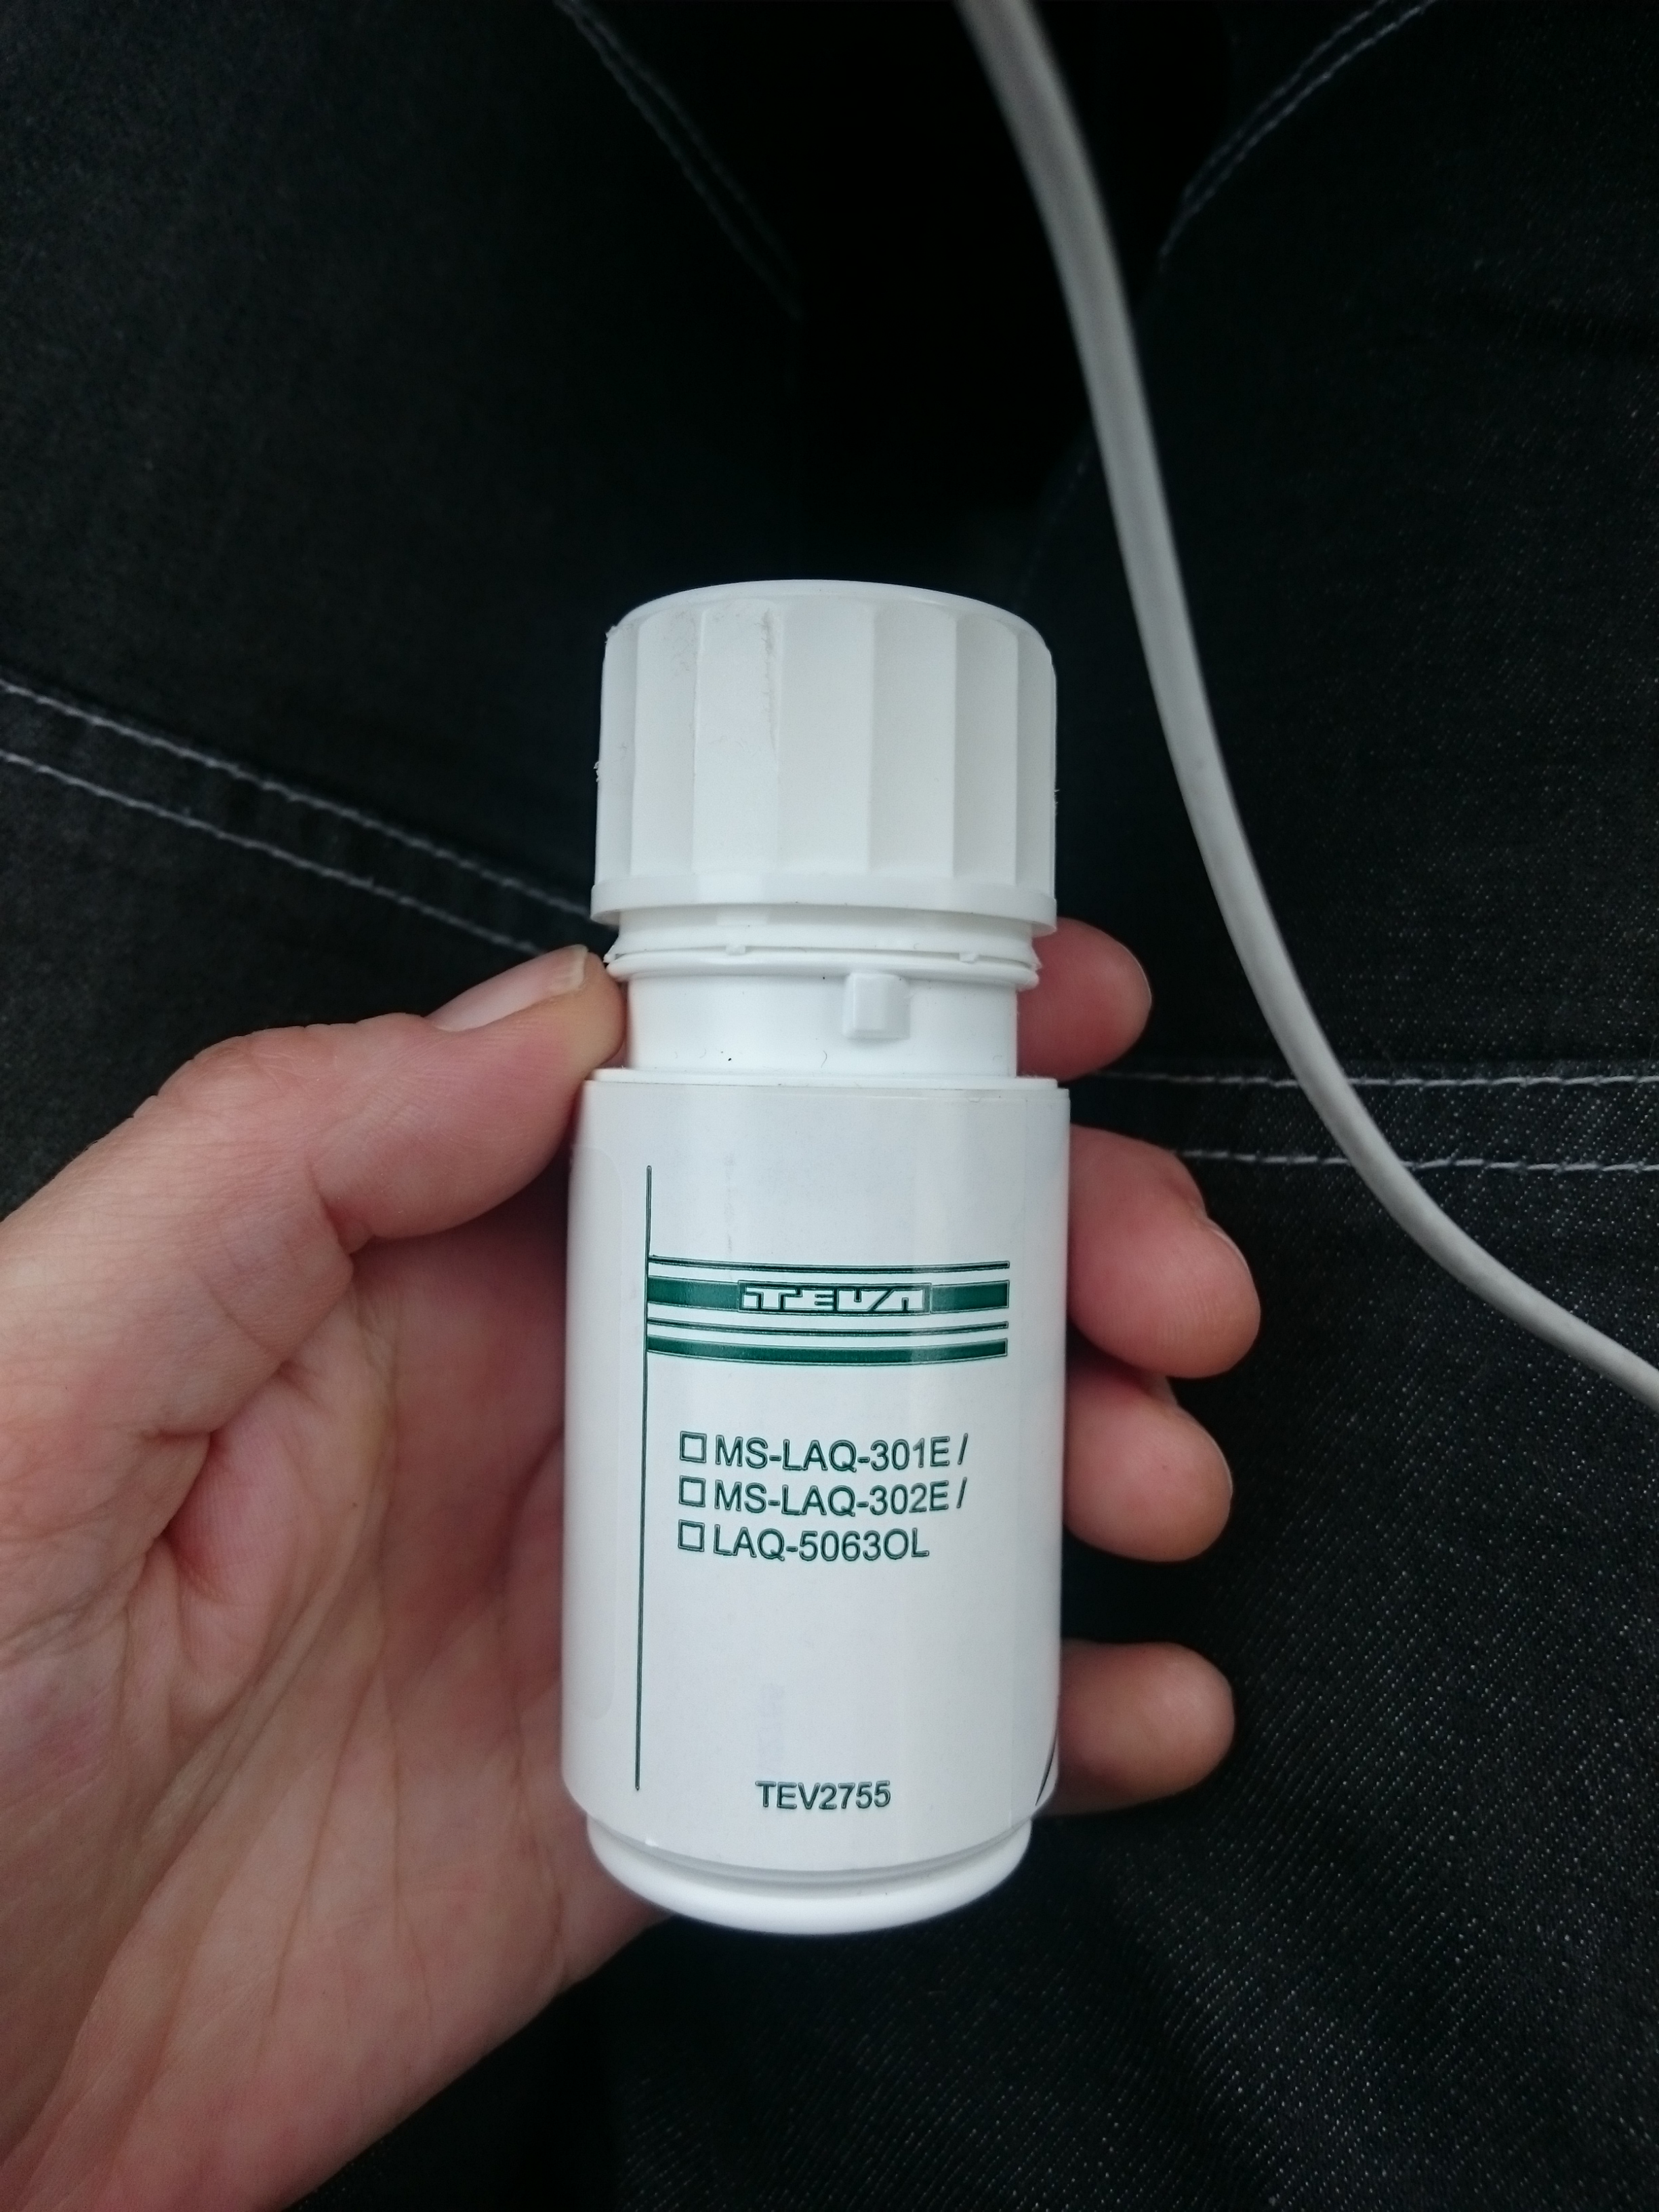 TEVA
MS-LAQ-301E /
MS-LAQ-302E /
LAQ-5063OL
TEV2755